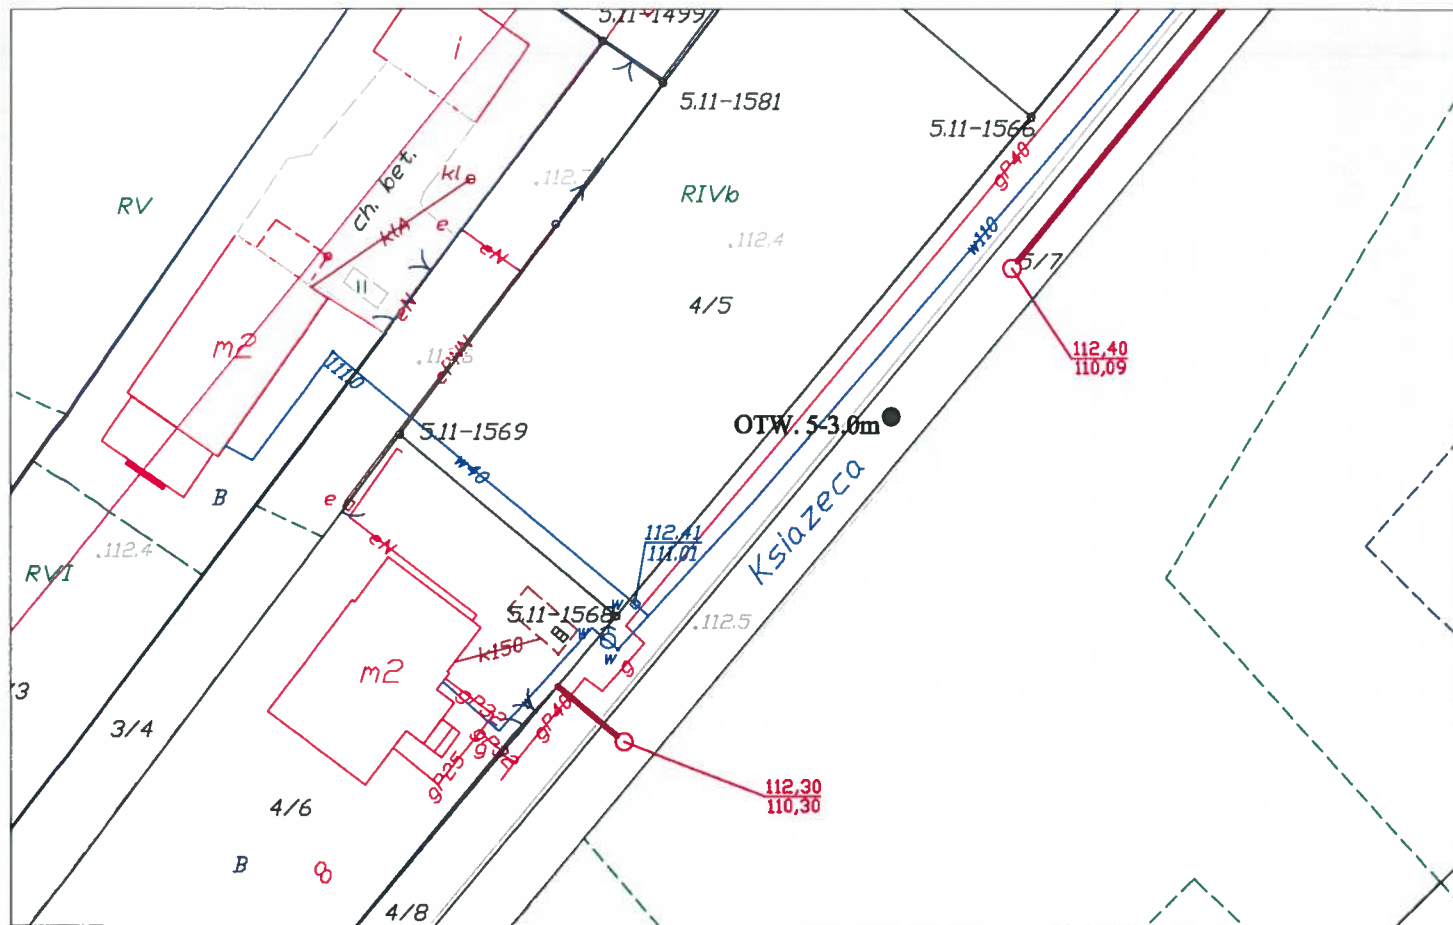 5.11-1499
i
5.11-1581
5.11-1566
gP40
ch. bet.
kl
.112.7
RV
RIVb
klA
e
.112.4
w110
eN
5/7
4/5
eN
m2
112,40
110,09
OTW. 5-3.0m
5.11-1569
w40
Ksiazeca
B
e
112.41
111.01
eN
.112.4
RVI
w
5.11-1568
.112.5
w
w
k150
g
m2
gP32
gP40
gP32
/3
3/4
gP25
112,30
110,30
4/6
B
8
4/8